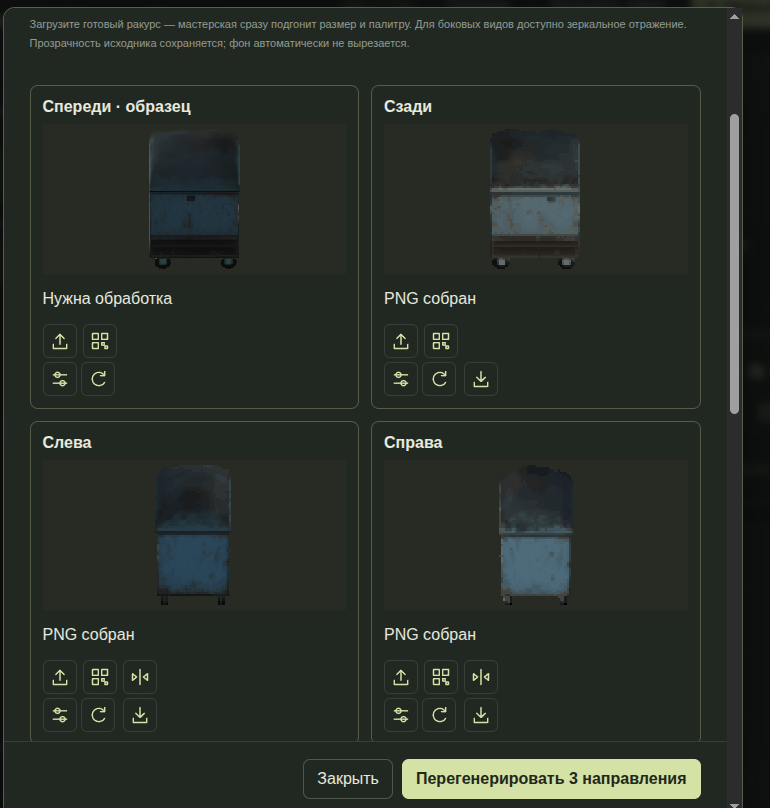 Загрузите готовый ракурс — мастерская сразу подгонит размер и палитру. Для боковых видов доступно зеркальное отражение.
Прозрачность исходника сохраняется; фон автоматически не вырезается.
Спереди · образец
Сзади
Нужна обработка
PNG собран
Слева
Справа
PNG собран
PNG собран
Закрыть
Перегенерировать 3 направления